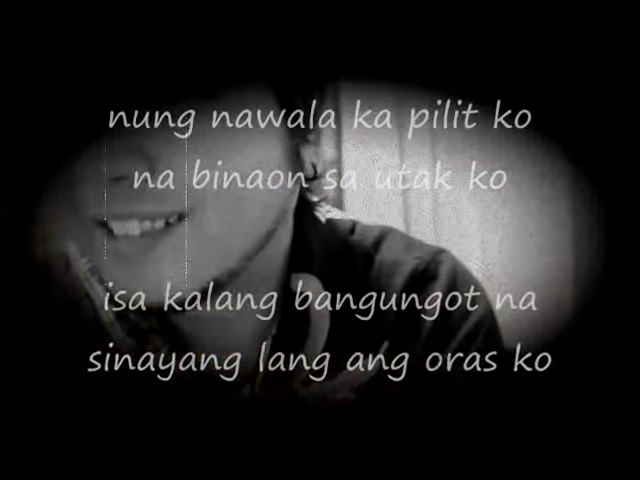 nung nawala ka pilit ko
na binaon sa utak ko
isa kalang bangungot na
sinayang lang ang oras ko